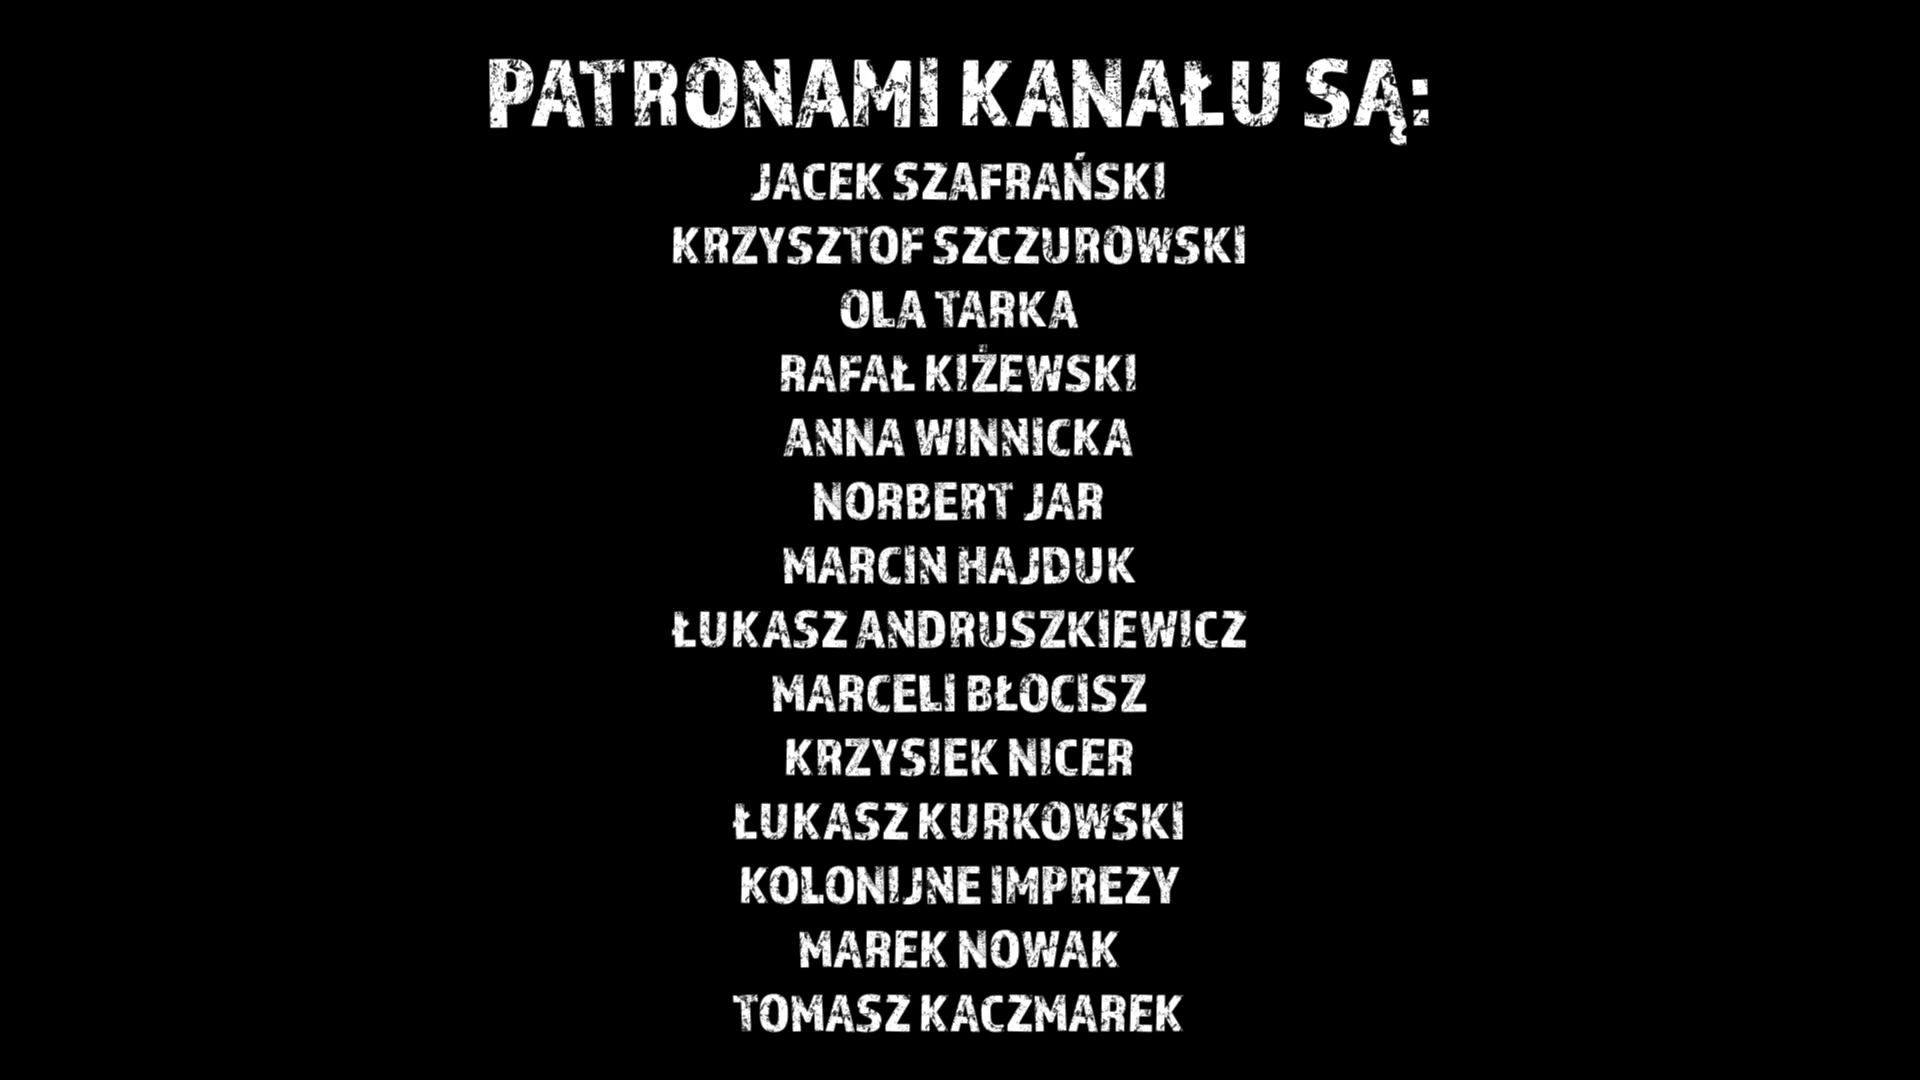 PATRONAMI KANAŁU SĄ:
JACEK SZAFRAŃSKI
KRZYSZTOF SZCZUROWSKI
OLA TARKA
RAFAŁ KIŻEWSKI
ANNA WINNICKA
NORBERT JAR
MARCIN HAJDUK
ŁUKASZ ANDRUSZKIEWICZ
MARCELI BŁOCISZ
KRZYSIEK NICER
ŁUKASZ KURKOWSKI
KOLONIJNE IMPREZY
MAREK NOWAK
TOMASZ KACZMAREK